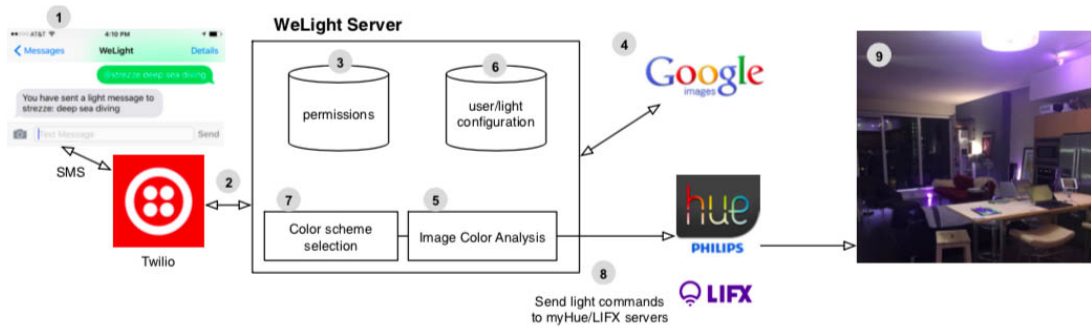 1
AT&T
4:10 PM
Messages
WeLight
Details
@strezze deep sea diving
You have sent a light message to
strezze: deep sea diving
Text Message
Send
SMS
Twilio
2
WeLight Server
3
permissions
6
user/light
configuration
7
Color scheme
selection
5
Image Color Analysis
4
Google
images
hue
PHILIPS
8
Send light commands
to myHue/LIFX servers
LIFX
9